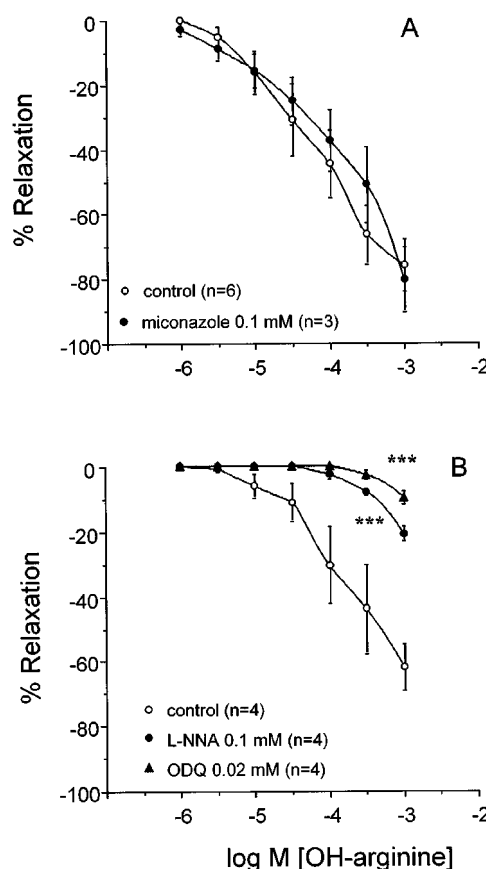 A
0
-20
-40
-60
-80
-100
% Relaxation
control (n=6)
miconazole 0.1 mM (n=3)
-6 -5 -4 -3 -2
B
***
***
0
-20
-40
-60
-80
-100
% Relaxation
control (n=4)
L-NNA 0.1 mM (n=4)
ODQ 0.02 mM (n=4)
-6 -5 -4 -3 -2
log M [OH-arginine]